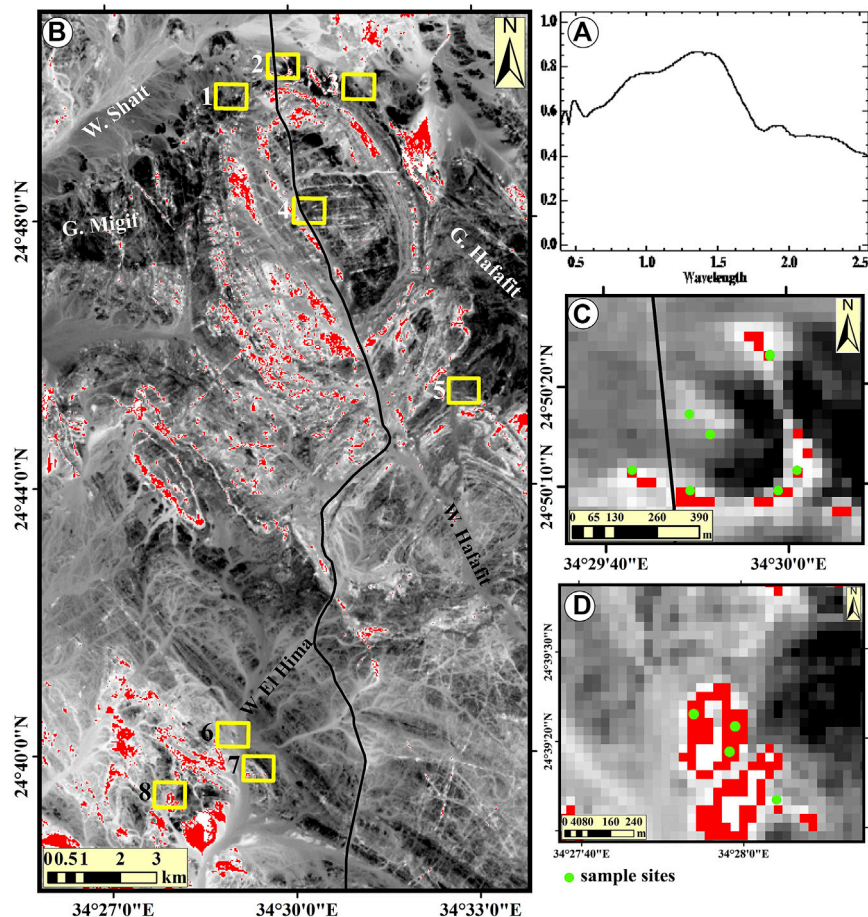 B
N
1
2
3
W. Shait
4
G. Migif
G. Hafafit
5
W. Hafafit
W. El Hima
6
7
8
24°48'0"N
24°44'0"N
24°40'0"N
0 0.5 1 2 3
km
34°27'0"E 34°30'0"E 34°33'0"E
A
1.0
0.8
0.6
0.4
0.2
0.0
0.5 1.0 1.5 2.0 2.5
Wavelength
C
N
24°50'20"N
24°50'10"N
0 65 130 260 390
m
34°29'40"E 34°30'0"E
D
N
24°39'30"N
24°39'20"N
0 40 80 160 240
m
34°27'40"E 34°28'0"E
sample sites